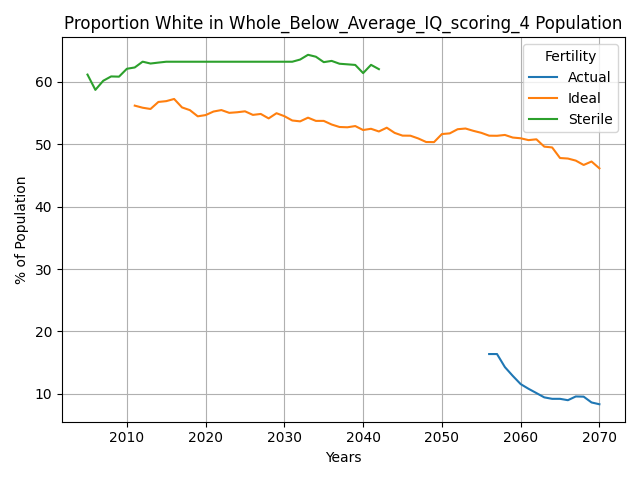 Proportion White in Whole_Below_Average_IQ_scoring_4 Population
% of Population
60
50
40
30
20
10
Fertility
Actual
Ideal
Sterile
2010 2020 2030 2040 2050 2060 2070
Years